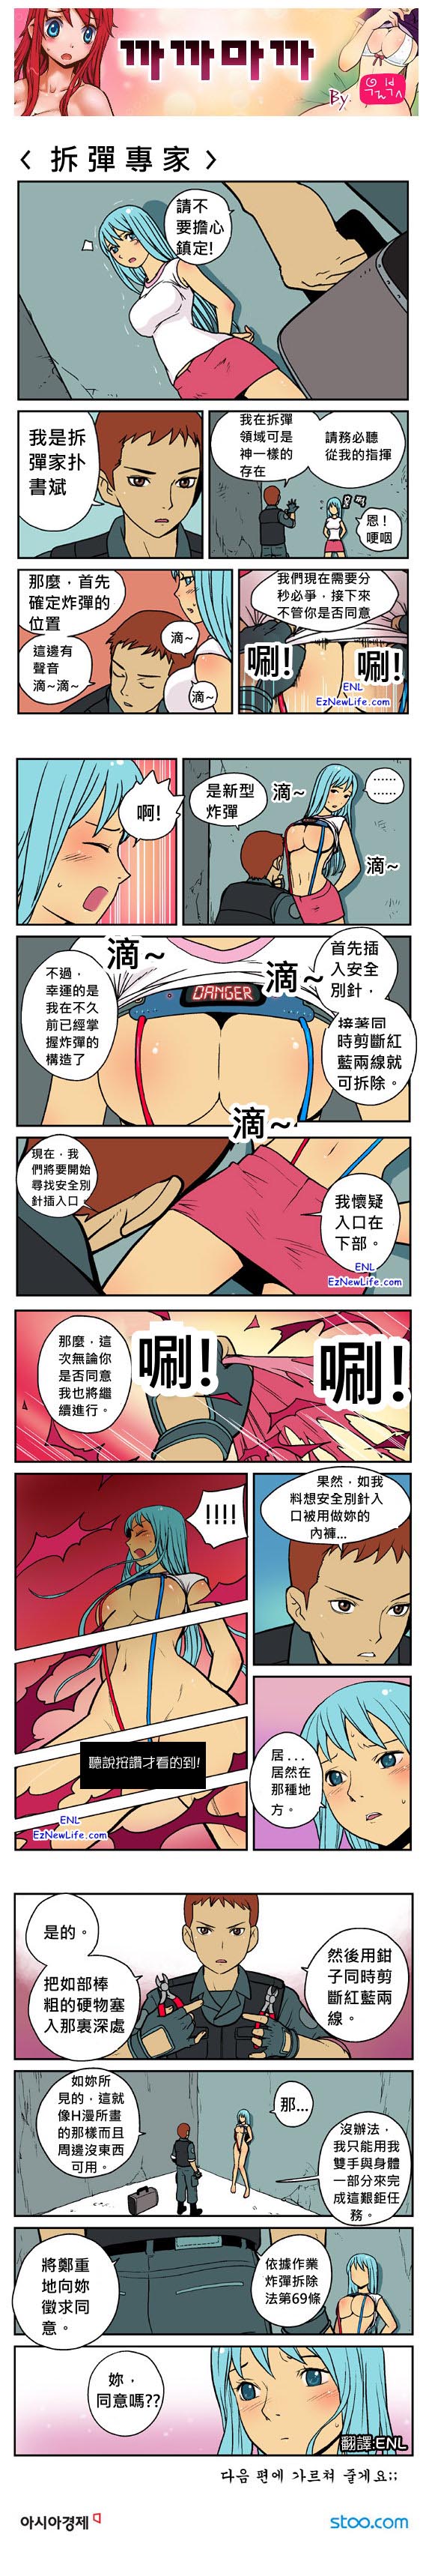 까까마까
By. 우건넋
〈 拆彈專家 〉
請不
要擔心
鎮定!
我是拆
彈家扑
書斌
我在拆彈
領域可是
神一樣的
存在
請務必聽
從我的指揮
恩!
哽咽
那麼，首先
確定炸彈的
位置
這邊有
聲音
滴~滴~
滴~
滴~
我們現在需要分
秒必爭，接下來
不管你是否同意
唰!
唰!
ENL
EzNewLife.com
啊!
是新型
炸彈
滴~
……
……
滴~
不過，
幸運的是
我在不久
前已經掌
握炸彈的
構造了
滴~
DANGER
滴~
首先插
入安全
別針，
接著同
時剪斷紅
藍兩線就
可拆除。
滴~
現在，我
們將要開始
尋找安全別
針插入口，
我懷疑
入口在
下部。
ENL
EzNewLife.com
那麼，這
次無論你
是否同意
我也將繼
續進行。
唰!
唰!
!!!!
果然，如我
料想安全別針入
口被用做妳的
內褲...
聽說按讚才看的到!
ENL
EzNewLife.com
居...
居然在
那種地
方。
是的。
把如部棒
粗的硬物塞
入那裏深處
然後用鉗
子同時剪
斷紅藍兩
線。
如妳所
見的，這就
像H漫所畫
的那樣而且
周邊沒東西
可用。
那...
沒辦法，
我只能用我
雙手與身體
一部分來完
成這艱鉅任
務。
將鄭重
地向妳
徵求同
意。
依據作業
炸彈拆除
法第69條
妳，
同意嗎??
翻譯:ENL
다음 편에 가르쳐 줄게요;;
아시아경제
stoo.com